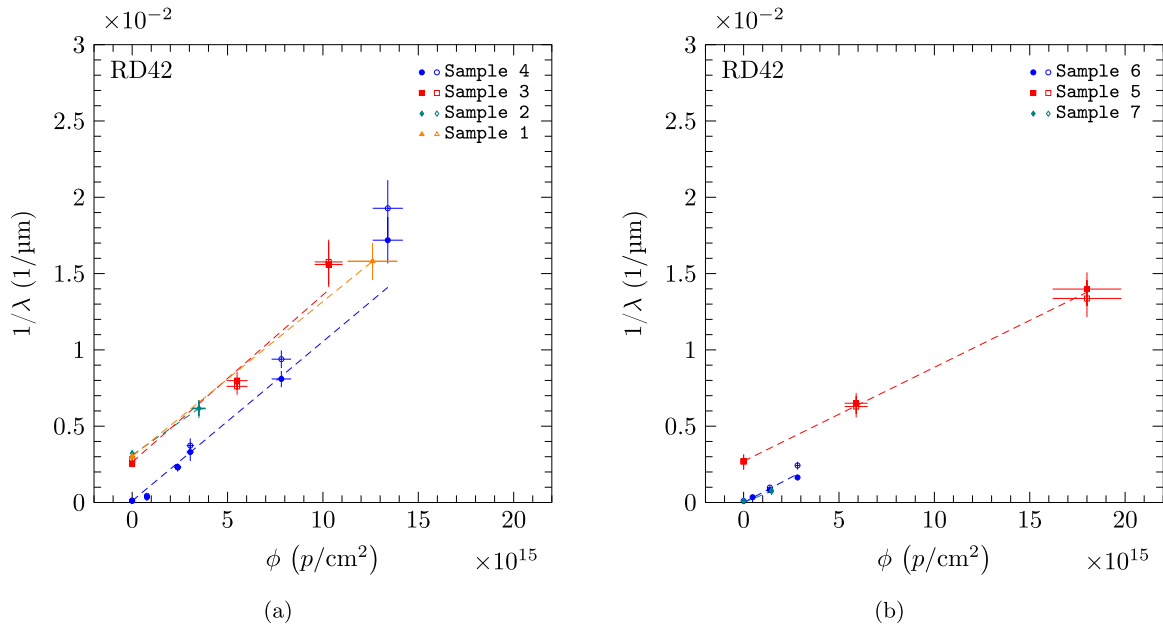 ×10⁻²
3
2.5
2
1.5
1
0.5
0
1/λ (1/µm)
RD42
Sample 4
Sample 3
Sample 2
Sample 1
0 5 10 15 20
ϕ (p/cm²)
×10¹⁵
(a)
×10⁻²
3
2.5
2
1.5
1
0.5
0
1/λ (1/µm)
RD42
Sample 6
Sample 5
Sample 7
0 5 10 15 20
ϕ (p/cm²)
×10¹⁵
(b)